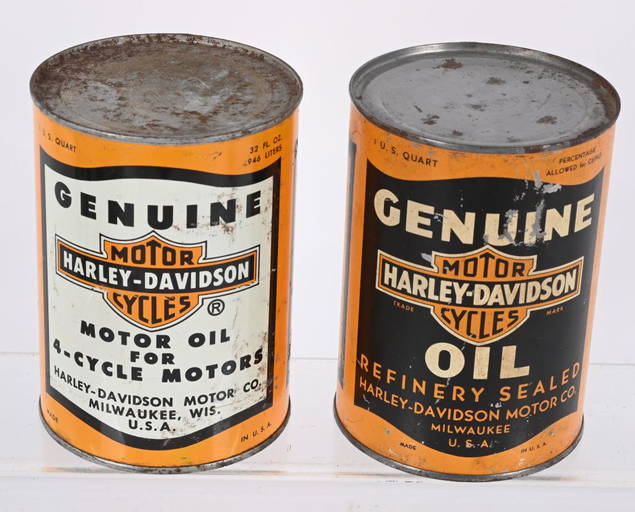 1 U.S. QUART
32 FL. OZ.
.946 LITERS
GENUINE
MOTOR
HARLEY-DAVIDSON
CYCLES
®
MOTOR OIL
FOR
4-CYCLE MOTORS
HARLEY-DAVIDSON MOTOR CO.
MILWAUKEE, WIS.
U.S.A.
MADE
IN U.S.A.
1 U.S. QUART
PERCENTAGE
ALLOWED for
GENUINE
MOTOR
HARLEY-DAVIDSON
CYCLES
TRADE
MARK
OIL
REFINERY SEALED
HARLEY-DAVIDSON MOTOR CO.
MILWAUKEE
U.S.A.
MADE
IN U.S.A.